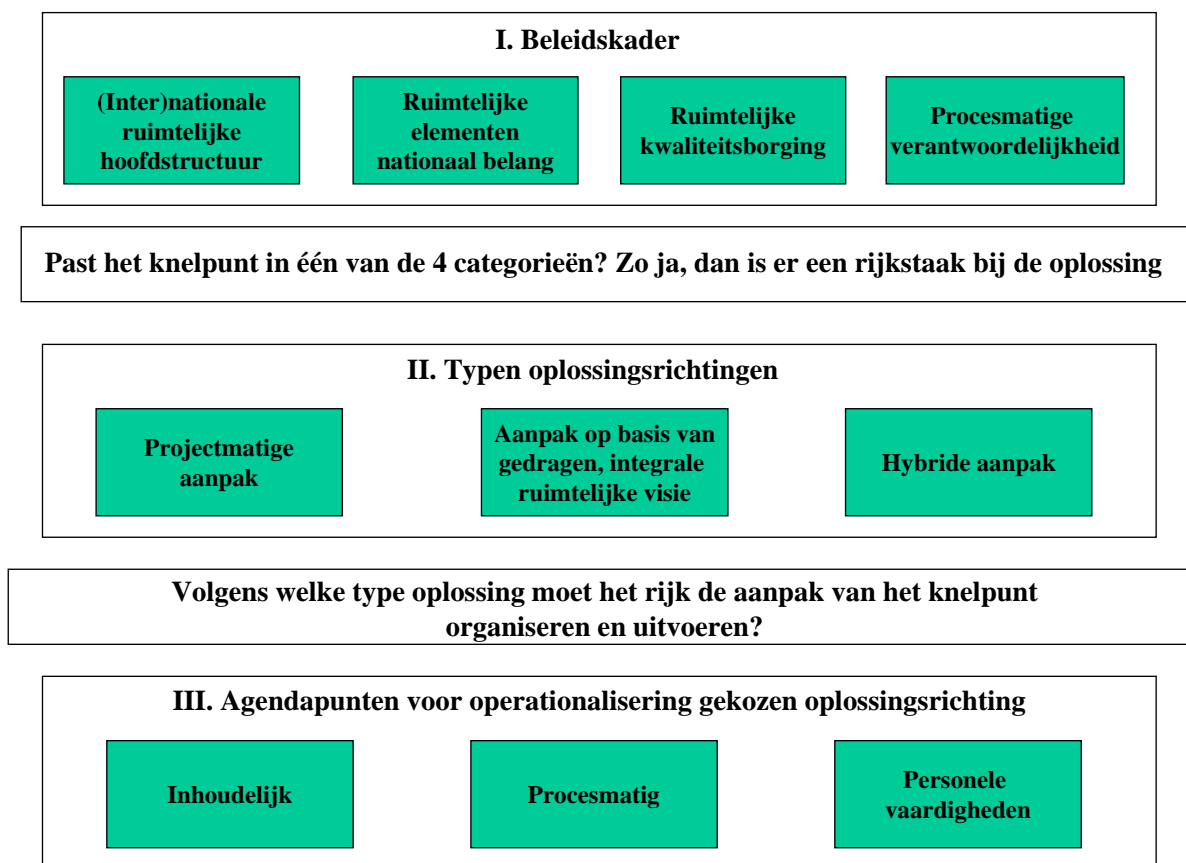 I. Beleidskader
(Inter)nationale
ruimtelijke
hoofdstructuur
Ruimtelijke
elementen
nationaal belang
Ruimtelijke
kwaliteitsborging
Procesmatige
verantwoordelijkheid
Past het knelpunt in één van de 4 categorieën? Zo ja, dan is er een rijkstaak bij de oplossing
II. Typen oplossingsrichtingen
Projectmatige
aanpak
Aanpak op basis van
gedragen, integrale
ruimtelijke visie
Hybride aanpak
Volgens welke type oplossing moet het rijk de aanpak van het knelpunt
organiseren en uitvoeren?
III. Agendapunten voor operationalisering gekozen oplossingsrichting
Inhoudelijk
Procesmatig
Personele
vaardigheden